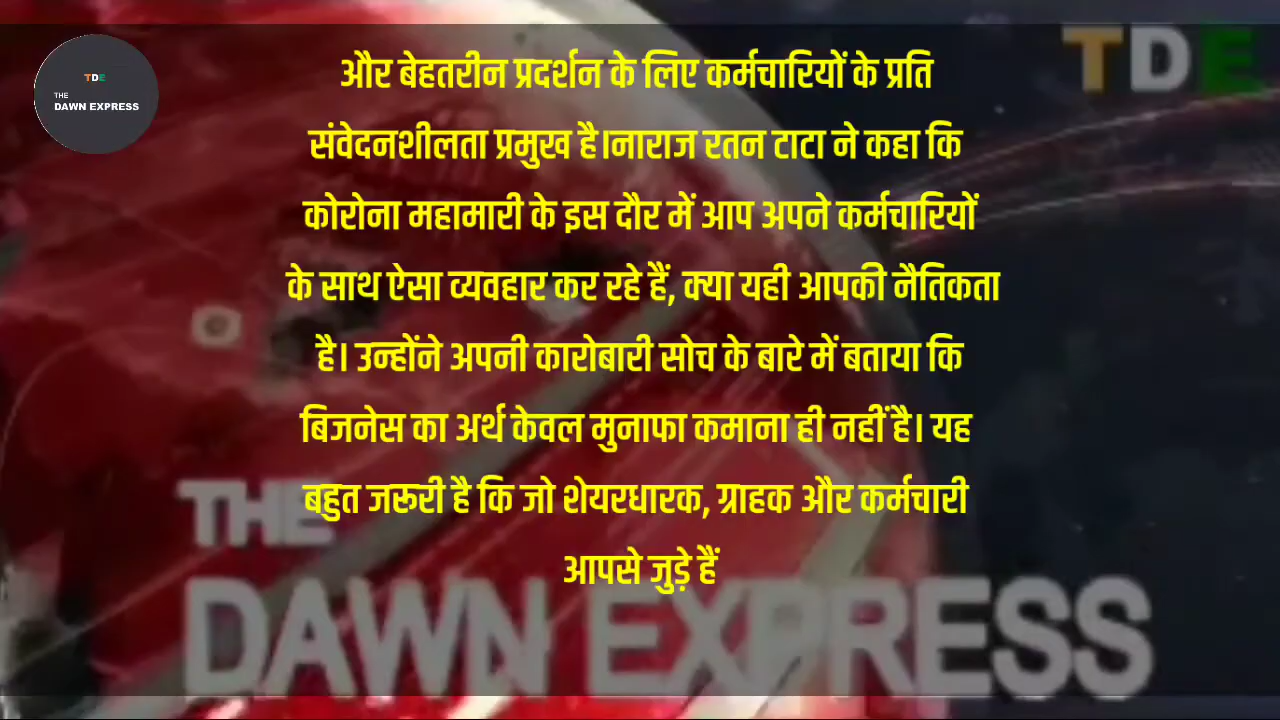 TDE
THE
DAWN EXPRESS
TDE
और बेहतरीन प्रदर्शन के लिए कर्मचारियों के प्रति
संवेदनशीलता प्रमुख है।नाराज रतन टाटा ने कहा कि
कोरोना महामारी के इस दौर में आप अपने कर्मचारियों
के साथ ऐसा व्यवहार कर रहे हैं, क्या यही आपकी नैतिकता
है। उन्होंने अपनी कारोबारी सोच के बारे में बताया कि
बिजनेस का अर्थ केवल मुनाफा कमाना ही नहीं है। यह
बहुत जरूरी है कि जो शेयरधारक, ग्राहक और कर्मचारी
आपसे जुड़े हैं
THE
DAWN EXPRESS